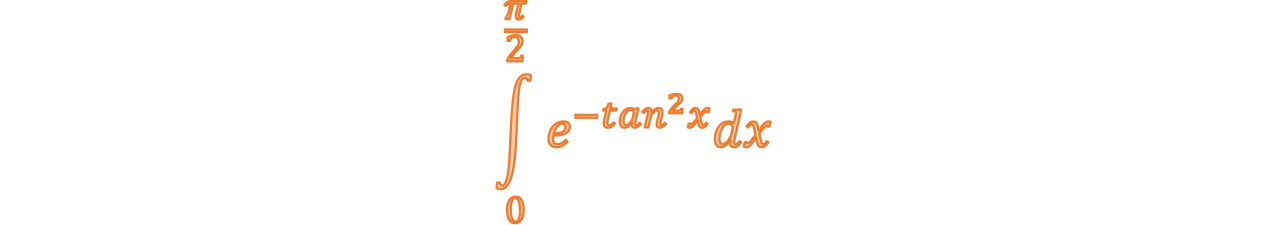 ∫₀^{π/2} e^{−tan²x} dx